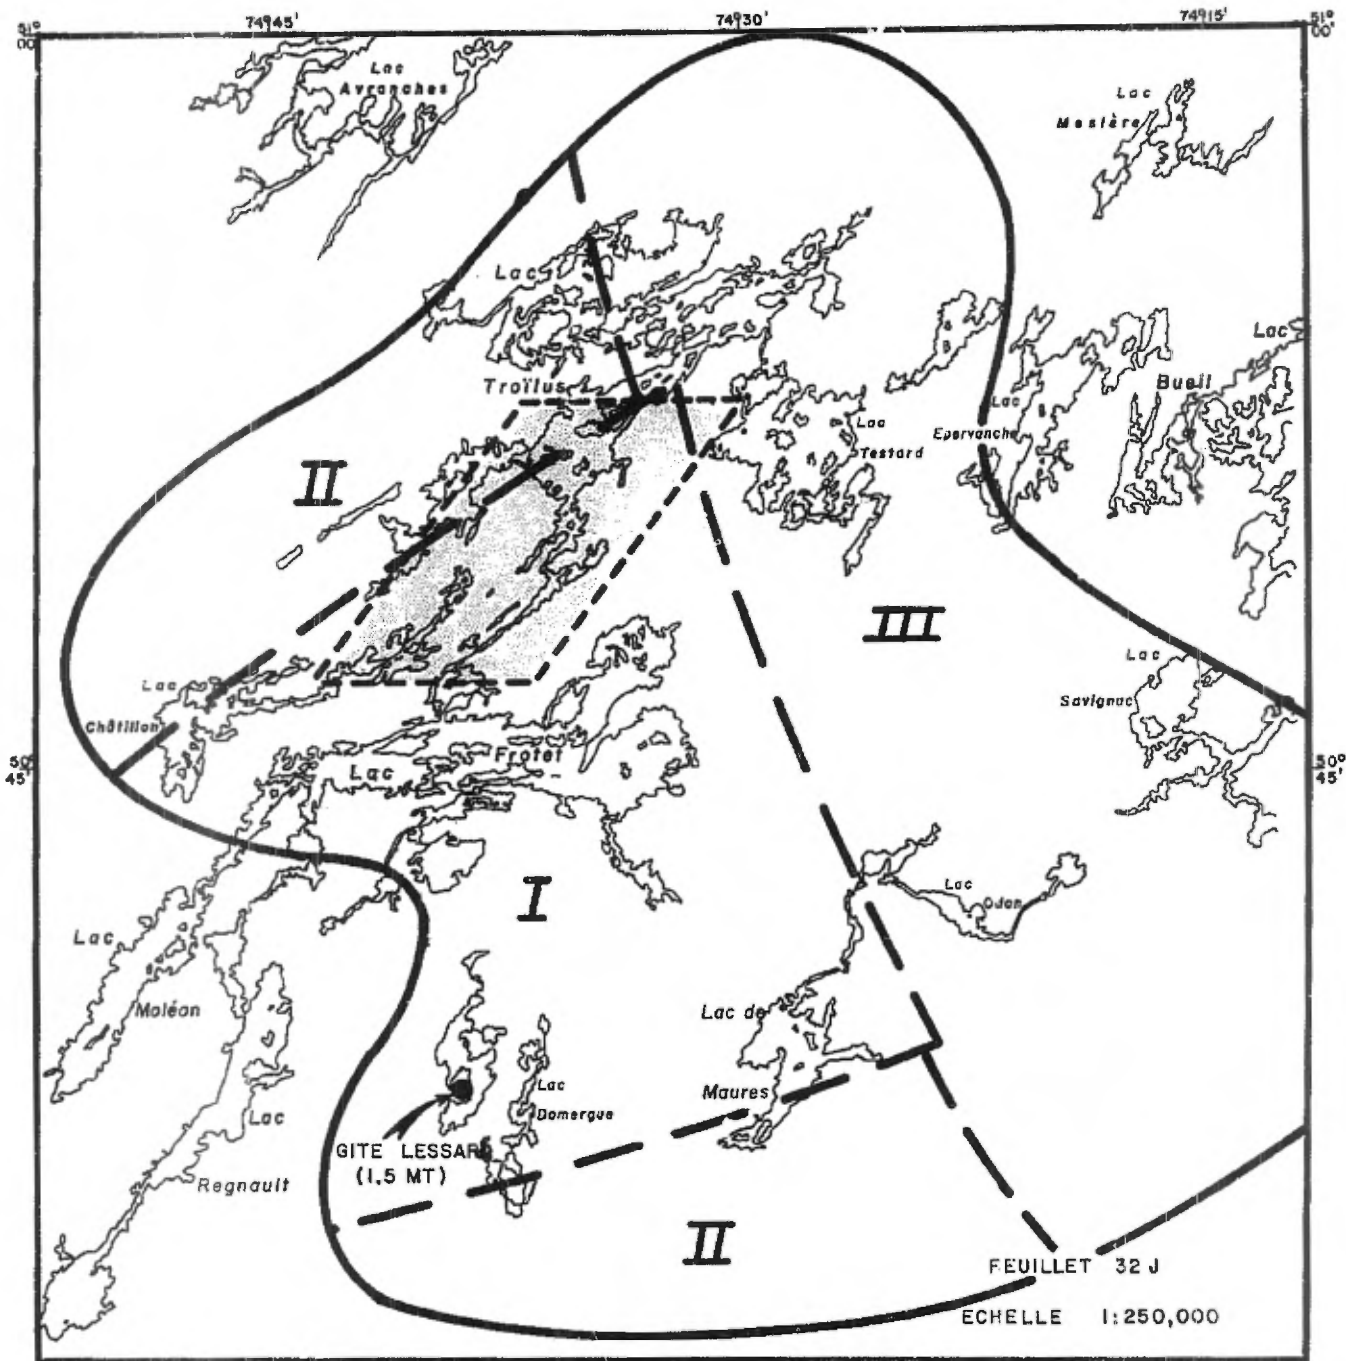 74°45'
74°30'
74°15'
51°
00'
51°
00'
Lac
Avranches
Lac
Mesière
Lac
Troïlus
Lac
Bueil
Lac
Epervanche
Lac
Testard
II
III
Lac
Châtillon
Lac
Savignac
50°
45'
50°
45'
Lac
Frotet
I
Lac
Odon
Lac
Moléon
Lac de
Maures
Lac
Domergue
Lac
Regnault
GITE LESSARD
(1,5 MT)
II
FEUILLET 32 J
ECHELLE 1:250,000